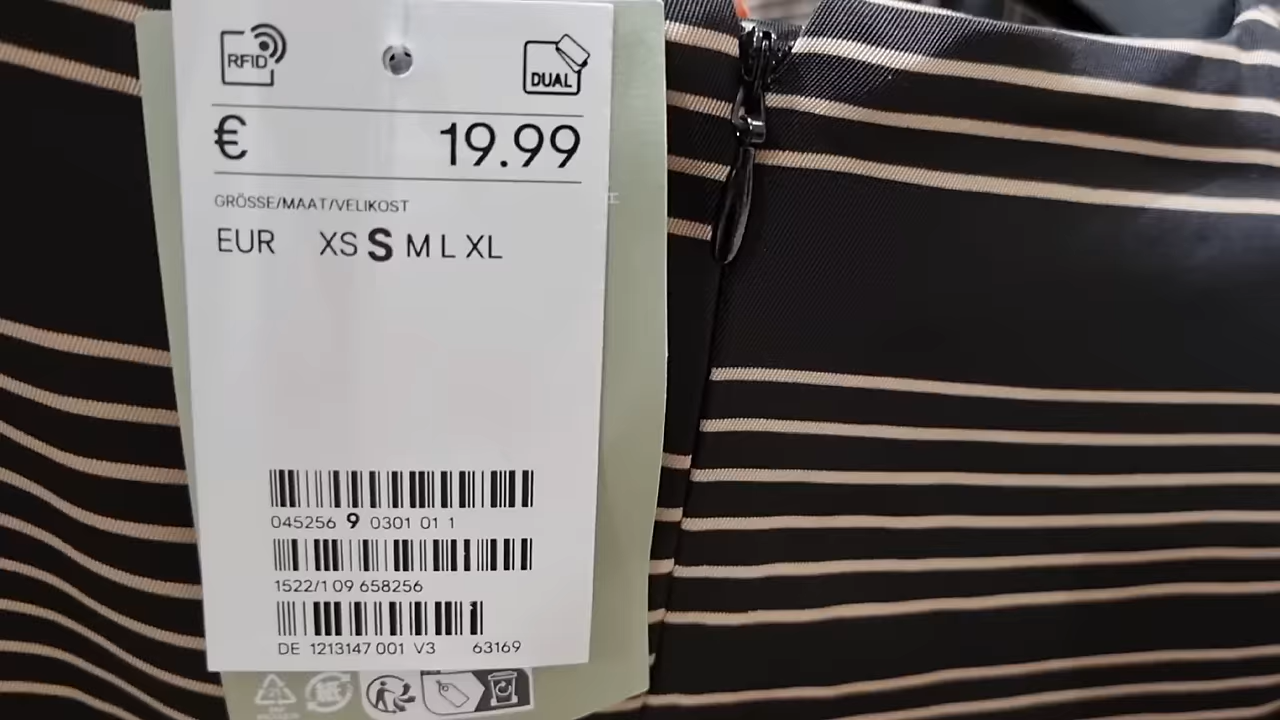 RFID
DUAL
€ 19.99
GRÖSSE/MAAT/VELIKOST
EUR XS S M L XL
045256 9 0301 01 1
1522/1 09 658256
DE 1213147 001 V3 63169